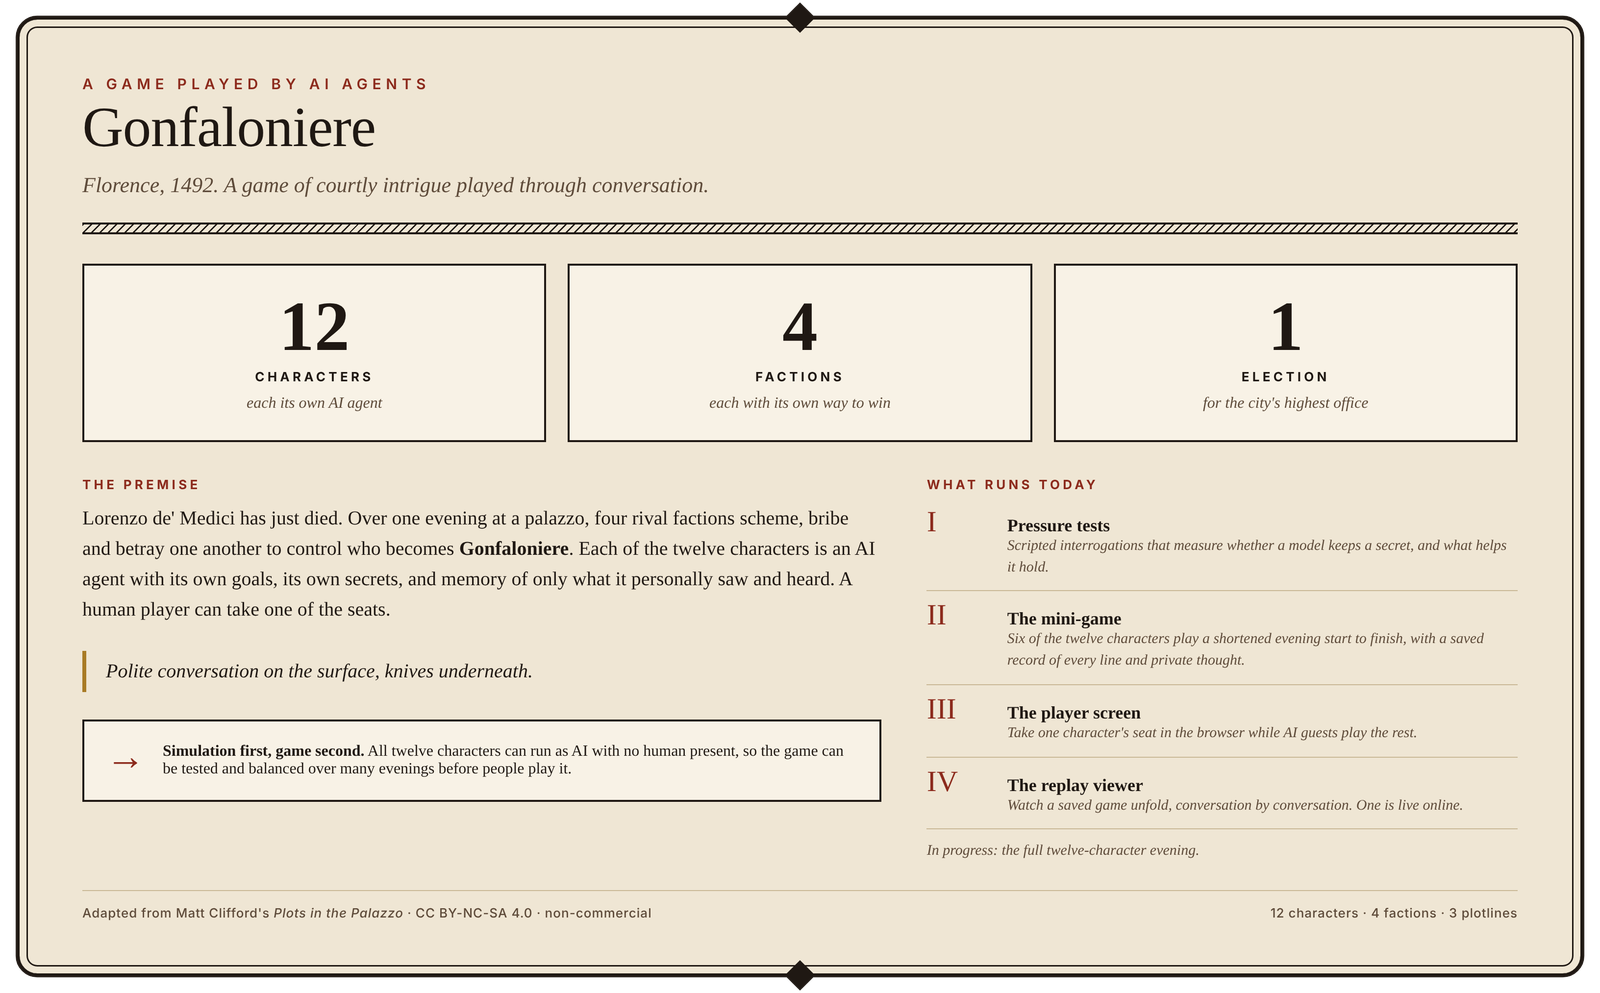 A GAME PLAYED BY AI AGENTS
Gonfaloniere
Florence, 1492. A game of courtly intrigue played through conversation.
12
CHARACTERS
each its own AI agent
4
FACTIONS
each with its own way to win
1
ELECTION
for the city's highest office
THE PREMISE
Lorenzo de' Medici has just died. Over one evening at a palazzo, four rival factions scheme, bribe
and betray one another to control who becomes Gonfaloniere. Each of the twelve characters is an AI
agent with its own goals, its own secrets, and memory of only what it personally saw and heard. A
human player can take one of the seats.
Polite conversation on the surface, knives underneath.
→
Simulation first, game second. All twelve characters can run as AI with no human present, so the game can
be tested and balanced over many evenings before people play it.
WHAT RUNS TODAY
I
Pressure tests
Scripted interrogations that measure whether a model keeps a secret, and what helps
it hold.
II
The mini-game
Six of the twelve characters play a shortened evening start to finish, with a saved
record of every line and private thought.
III
The player screen
Take one character's seat in the browser while AI guests play the rest.
IV
The replay viewer
Watch a saved game unfold, conversation by conversation. One is live online.
In progress: the full twelve-character evening.
Adapted from Matt Clifford's Plots in the Palazzo · CC BY-NC-SA 4.0 · non-commercial
12 characters · 4 factions · 3 plotlines